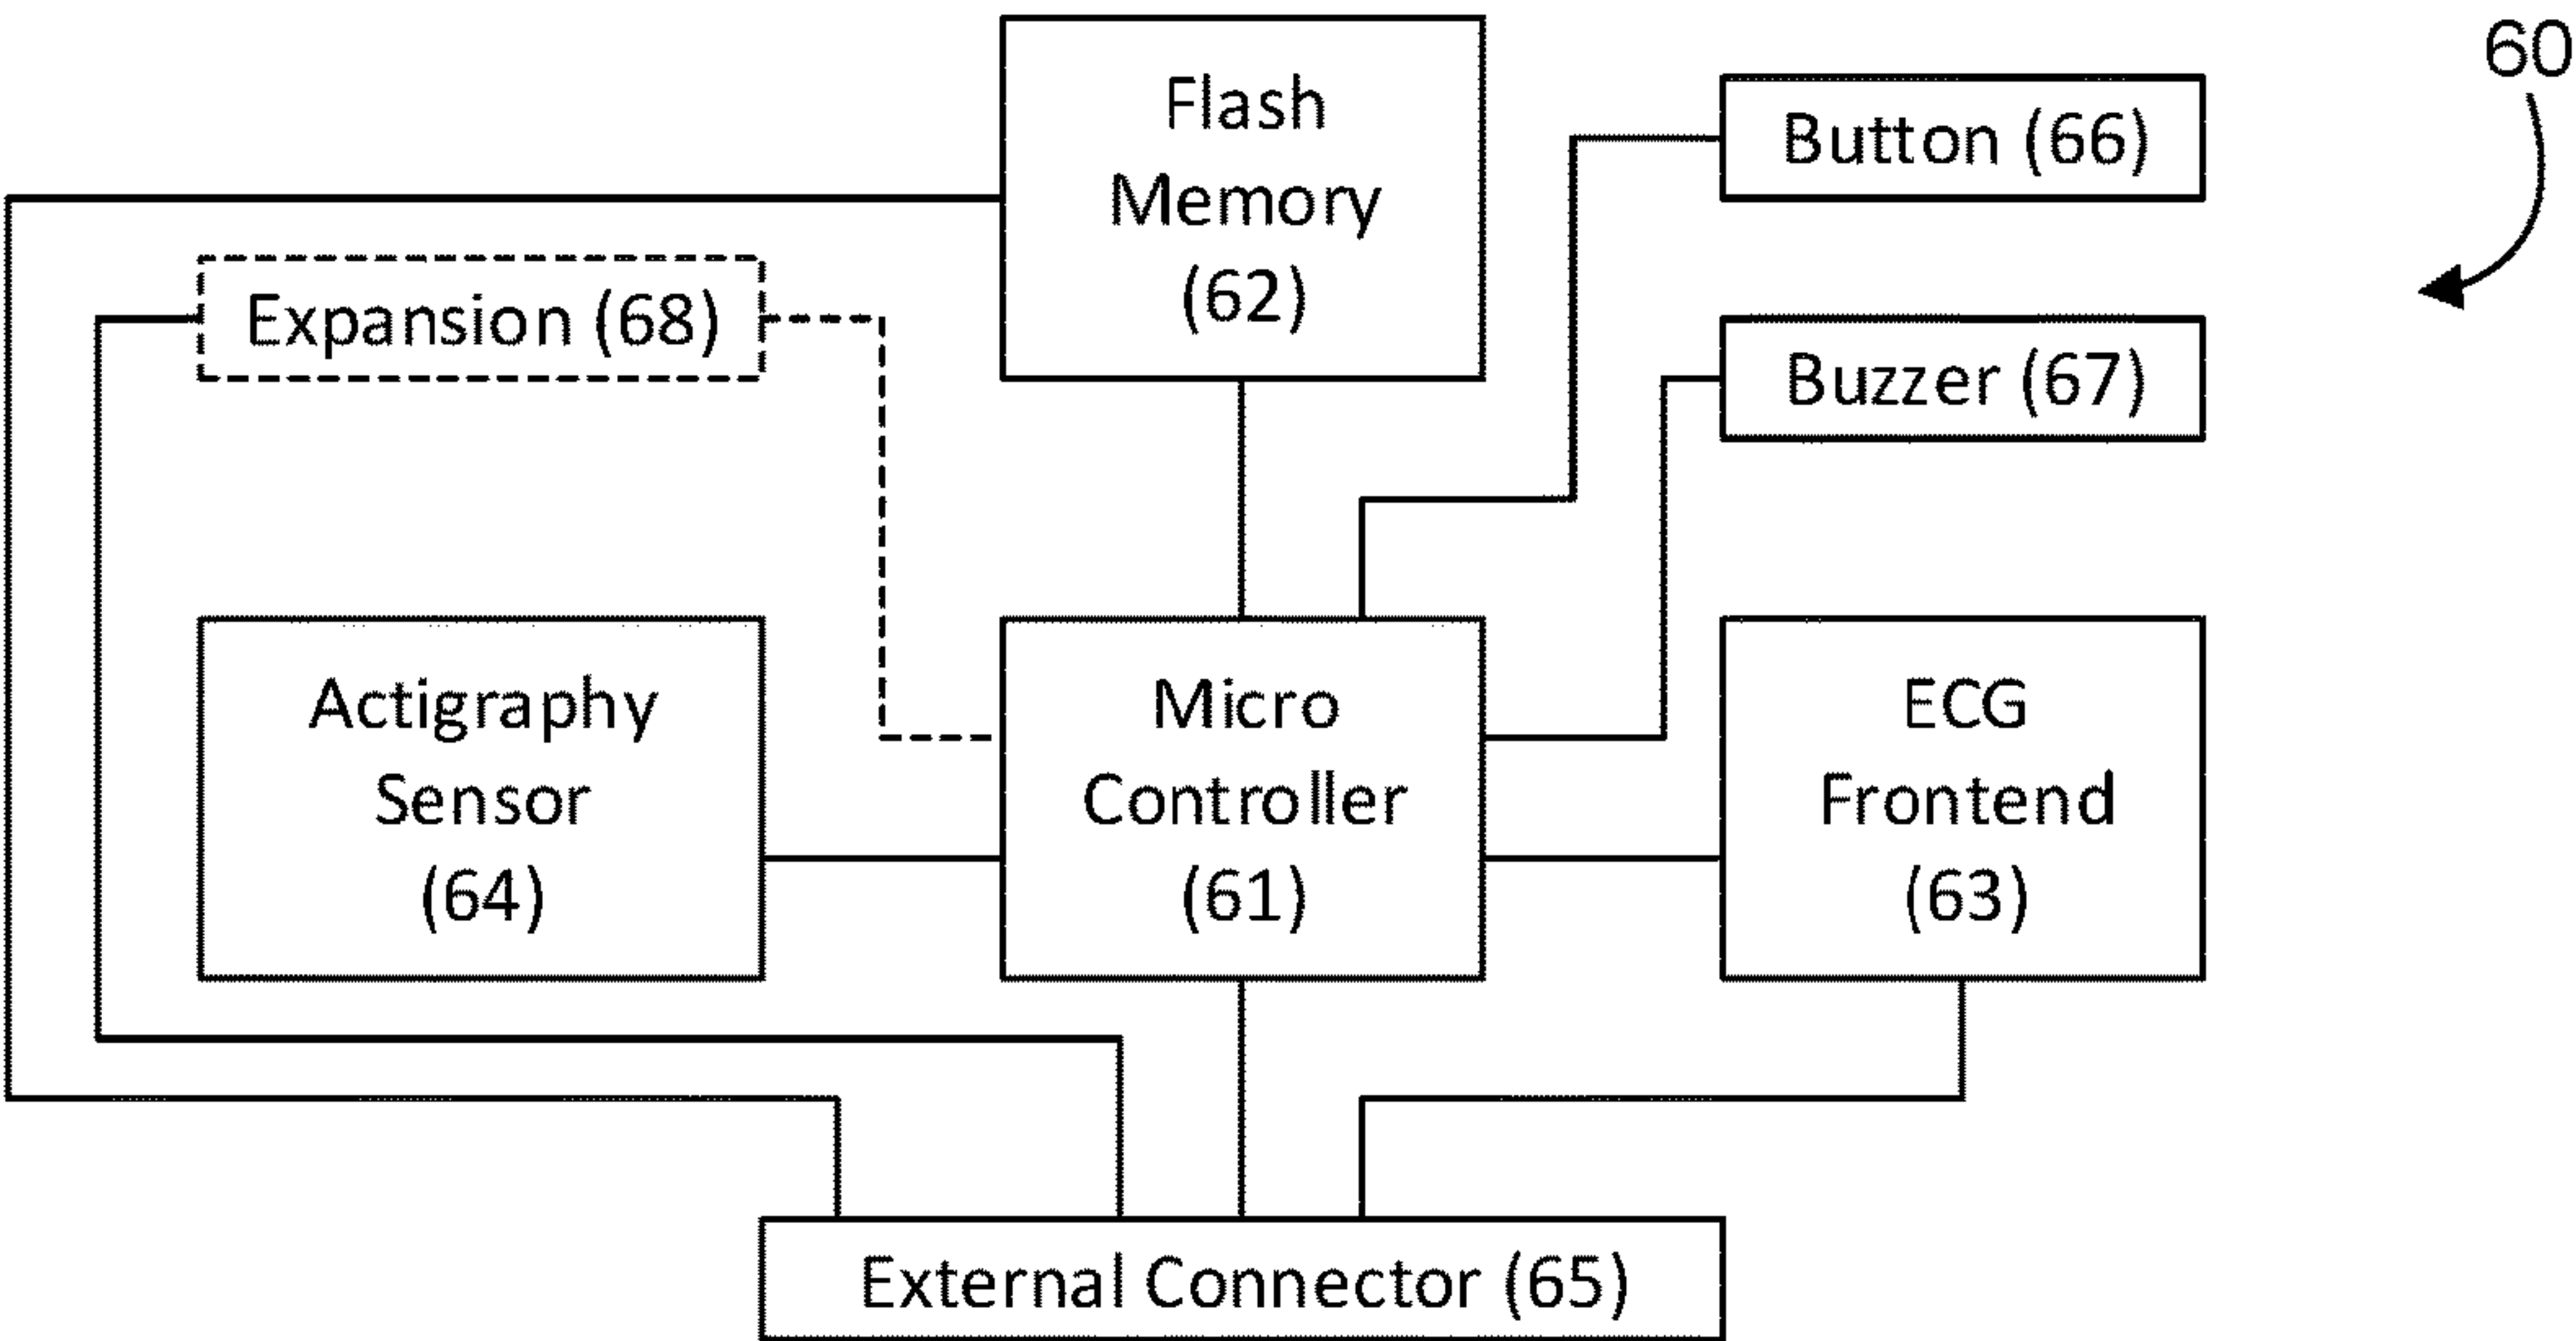 60
Flash
Memory
(62)
Button (66)
Expansion (68)
Buzzer (67)
Actigraphy
Sensor
(64)
Micro
Controller
(61)
ECG
Frontend
(63)
External Connector (65)